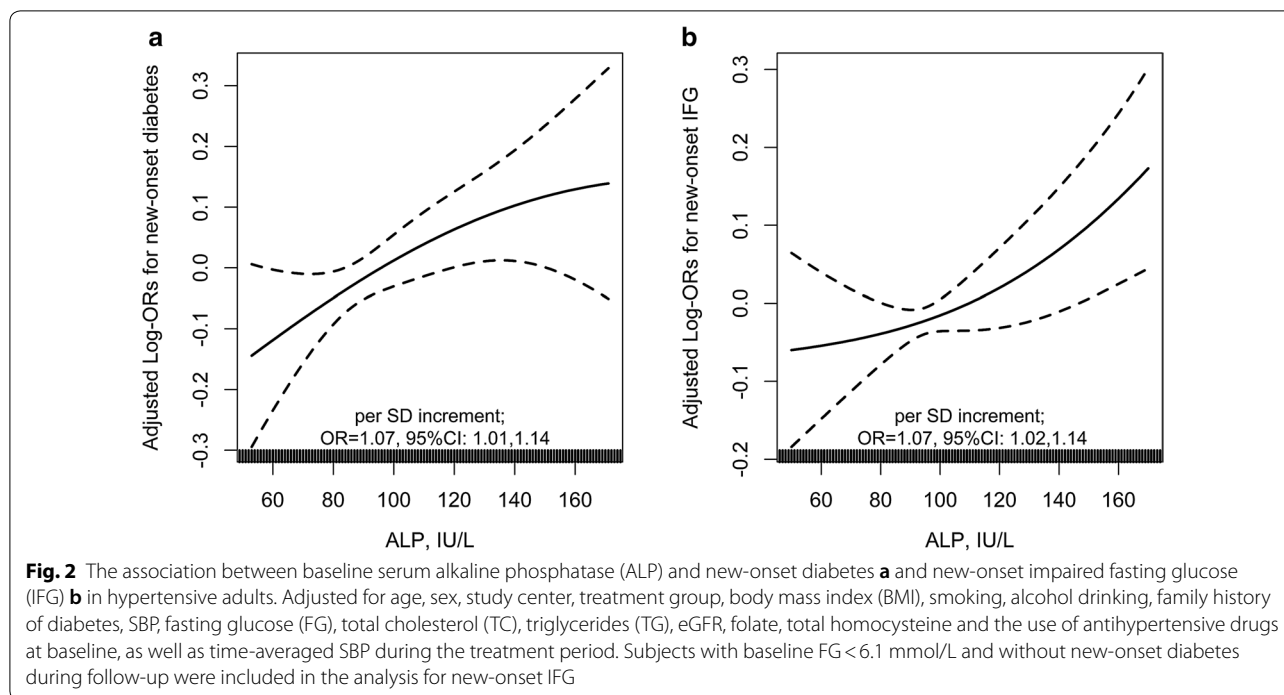 a
Adjusted Log-ORs for new-onset diabetes
0.3
0.2
0.1
0.0
-0.1
-0.2
-0.3
per SD increment;
OR=1.07, 95%CI: 1.01,1.14
60 80 100 120 140 160
ALP, IU/L
b
Adjusted Log-ORs for new-onset IFG
0.3
0.2
0.1
0.0
-0.1
-0.2
per SD increment;
OR=1.07, 95%CI: 1.02,1.14
60 80 100 120 140 160
ALP, IU/L
Fig. 2 The association between baseline serum alkaline phosphatase (ALP) and new-onset diabetes a and new-onset impaired fasting glucose
(IFG) b in hypertensive adults. Adjusted for age, sex, study center, treatment group, body mass index (BMI), smoking, alcohol drinking, family history
of diabetes, SBP, fasting glucose (FG), total cholesterol (TC), triglycerides (TG), eGFR, folate, total homocysteine and the use of antihypertensive drugs
at baseline, as well as time-averaged SBP during the treatment period. Subjects with baseline FG < 6.1 mmol/L and without new-onset diabetes
during follow-up were included in the analysis for new-onset IFG